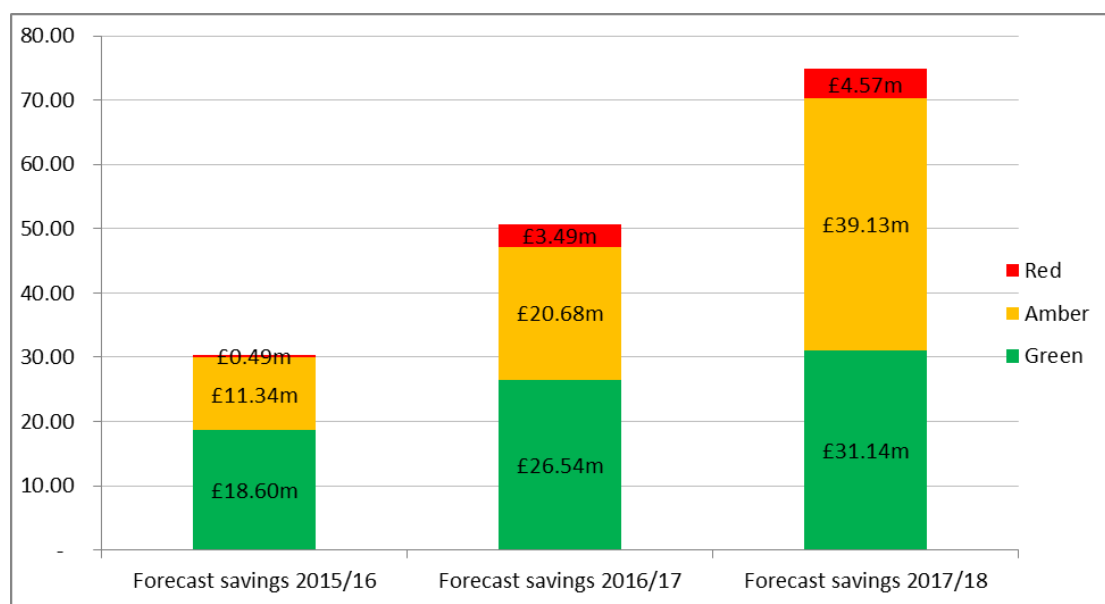 80.00
70.00
60.00
50.00
40.00
30.00
20.00
10.00
-
£0.49m
£11.34m
£18.60m
£3.49m
£20.68m
£26.54m
£4.57m
£39.13m
£31.14m
Forecast savings 2015/16
Forecast savings 2016/17
Forecast savings 2017/18
Red
Amber
Green